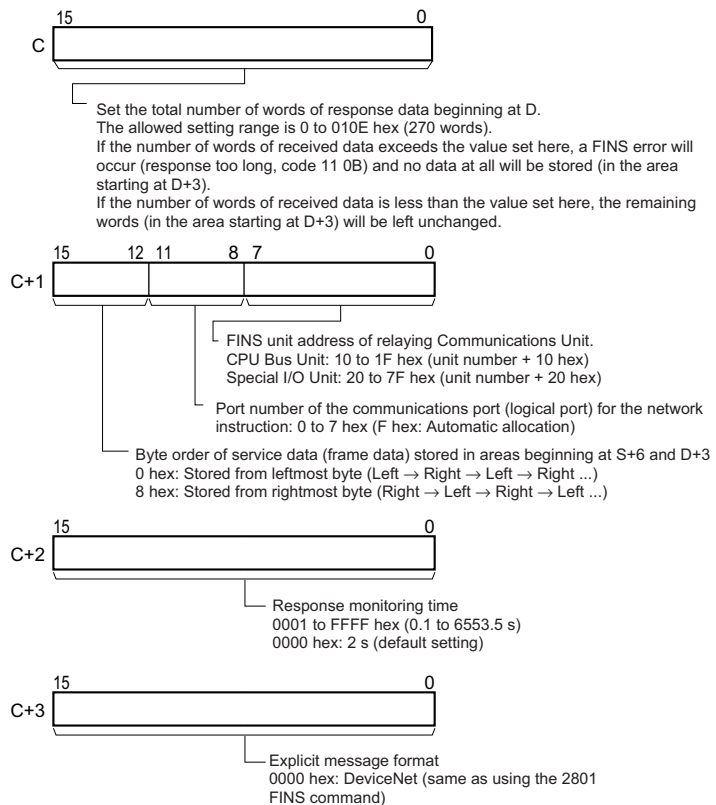 15 0
C
Set the total number of words of response data beginning at D.
The allowed setting range is 0 to 010E hex (270 words).
If the number of words of received data exceeds the value set here, a FINS error will
occur (response too long, code 11 0B) and no data at all will be stored (in the area
starting at D+3).
If the number of words of received data is less than the value set here, the remaining
words (in the area starting at D+3) will be left unchanged.
15 12 11 8 7 0
C+1
FINS unit address of relaying Communications Unit.
CPU Bus Unit: 10 to 1F hex (unit number + 10 hex)
Special I/O Unit: 20 to 7F hex (unit number + 20 hex)
Port number of the communications port (logical port) for the network
instruction: 0 to 7 hex (F hex: Automatic allocation)
Byte order of service data (frame data) stored in areas beginning at S+6 and D+3
0 hex: Stored from leftmost byte (Left → Right → Left → Right ...)
8 hex: Stored from rightmost byte (Right → Left → Right → Left ...)
15 0
C+2
Response monitoring time
0001 to FFFF hex (0.1 to 6553.5 s)
0000 hex: 2 s (default setting)
15 0
C+3
Explicit message format
0000 hex: DeviceNet (same as using the 2801
FINS command)